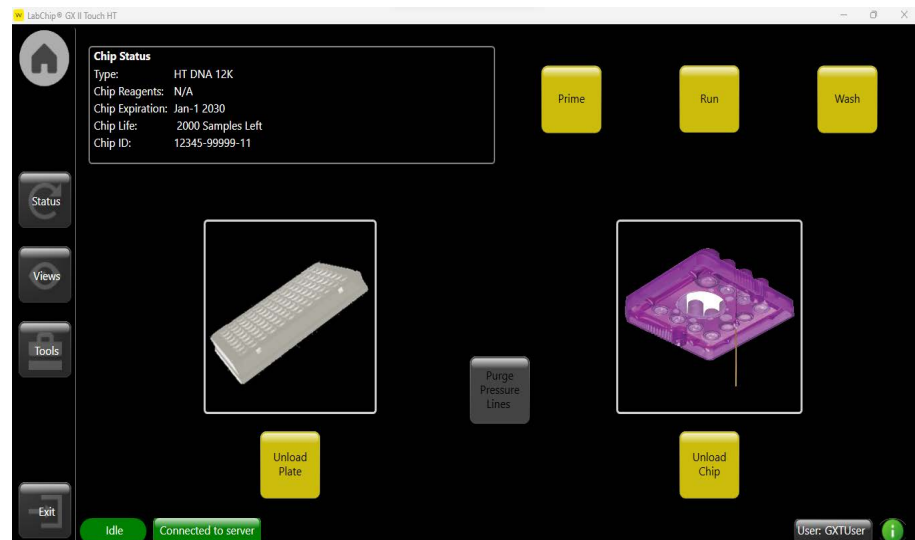 LabChip® GX II Touch HT
Chip Status
Type: HT DNA 12K
Chip Reagents: N/A
Chip Expiration: Jan-1 2030
Chip Life: 2000 Samples Left
Chip ID: 12345-99999-11
Prime
Run
Wash
Status
Views
Tools
Purge
Pressure
Lines
Unload
Plate
Unload
Chip
Exit
Idle
Connected to server
User: GXTUser